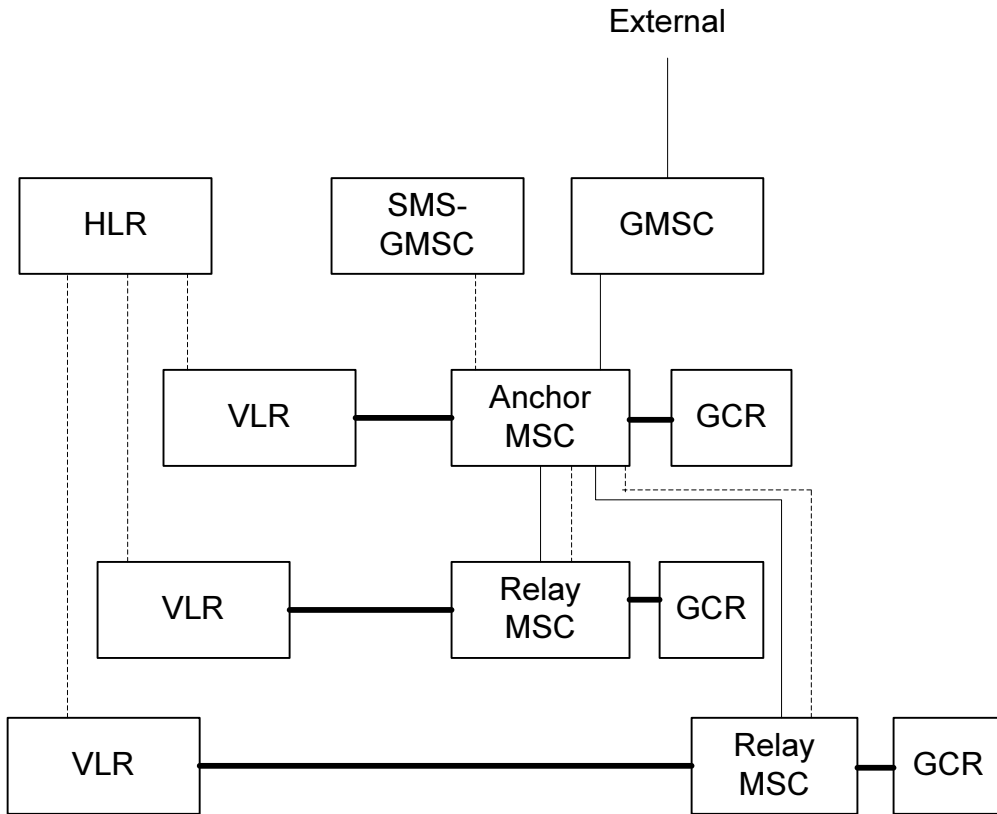 External
HLR
SMS-
GMSC
GMSC
VLR
Anchor
MSC
GCR
VLR
Relay
MSC
GCR
VLR
Relay
MSC
GCR